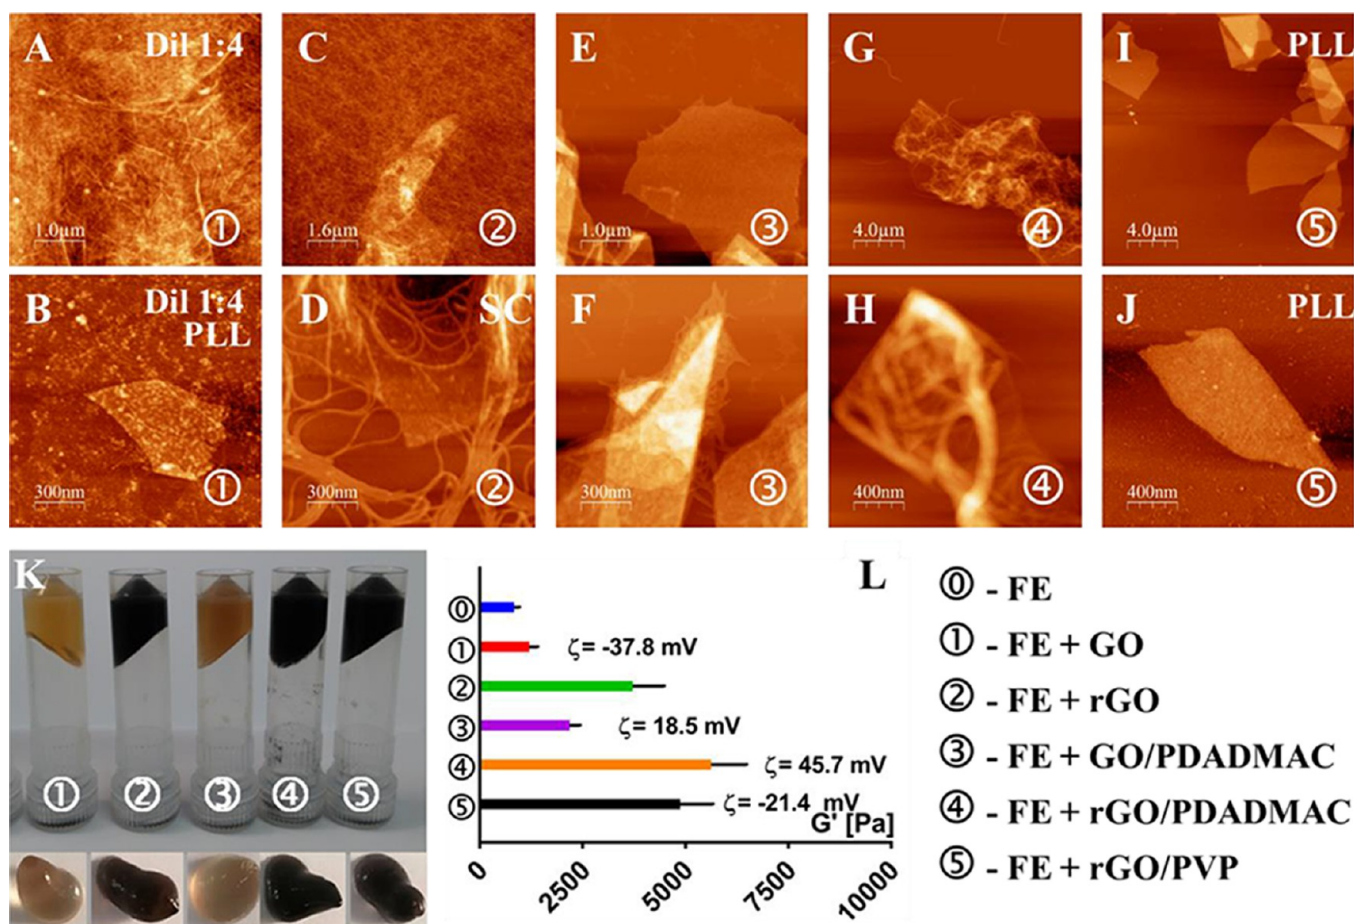 A Dil 1:4
1.0µm ①
C
1.6µm ②
E
1.0µm ③
G
4.0µm ④
I PLL
4.0µm ⑤
B Dil 1:4
PLL
300nm ①
D SC
300nm ②
F
300nm ③
H
400nm ④
J PLL
400nm ⑤
K
① ② ③ ④ ⑤
L
⓪
① ζ= -37.8 mV
②
③ ζ= 18.5 mV
④ ζ= 45.7 mV
⑤ ζ= -21.4 mV
G' [Pa]
0 2500 5000 7500 10000
⓪ - FE
① - FE + GO
② - FE + rGO
③ - FE + GO/PDADMAC
④ - FE + rGO/PDADMAC
⑤ - FE + rGO/PVP